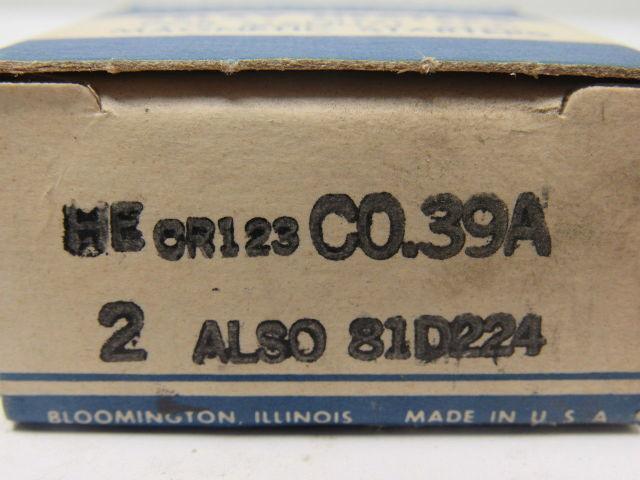 HE CR123 C0.39A
2 ALSO 81D224
BLOOMINGTON, ILLINOIS MADE IN U.S.A